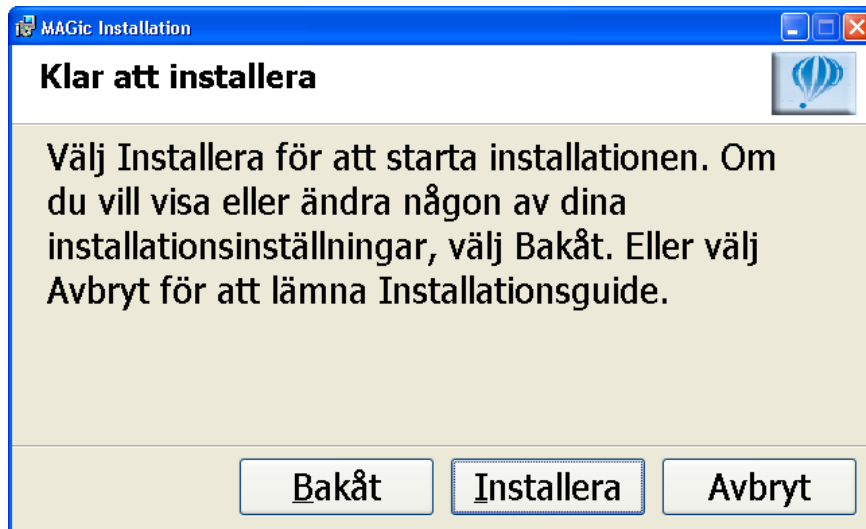 MAGic Installation
Klar att installera
Välj Installera för att starta installationen. Om
du vill visa eller ändra någon av dina
installationsinställningar, välj Bakåt. Eller välj
Avbryt för att lämna Installationsguide.
Bakåt Installera Avbryt